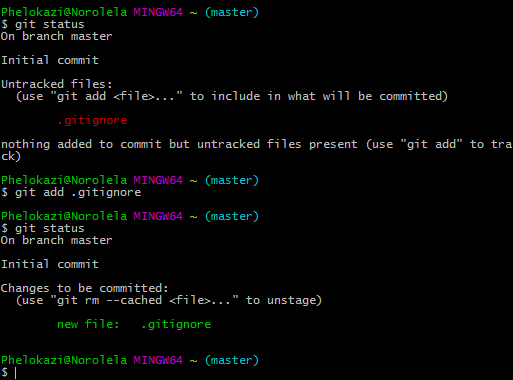 Phelokazi@Norolela MINGW64 ~ (master)
$ git status
On branch master
Initial commit
Untracked files:
(use "git add <file>..." to include in what will be committed)
.gitignore
nothing added to commit but untracked files present (use "git add" to tra
ck)
Phelokazi@Norolela MINGW64 ~ (master)
$ git add .gitignore
Phelokazi@Norolela MINGW64 ~ (master)
$ git status
On branch master
Initial commit
Changes to be committed:
(use "git rm --cached <file>..." to unstage)
new file:   .gitignore
Phelokazi@Norolela MINGW64 ~ (master)
$